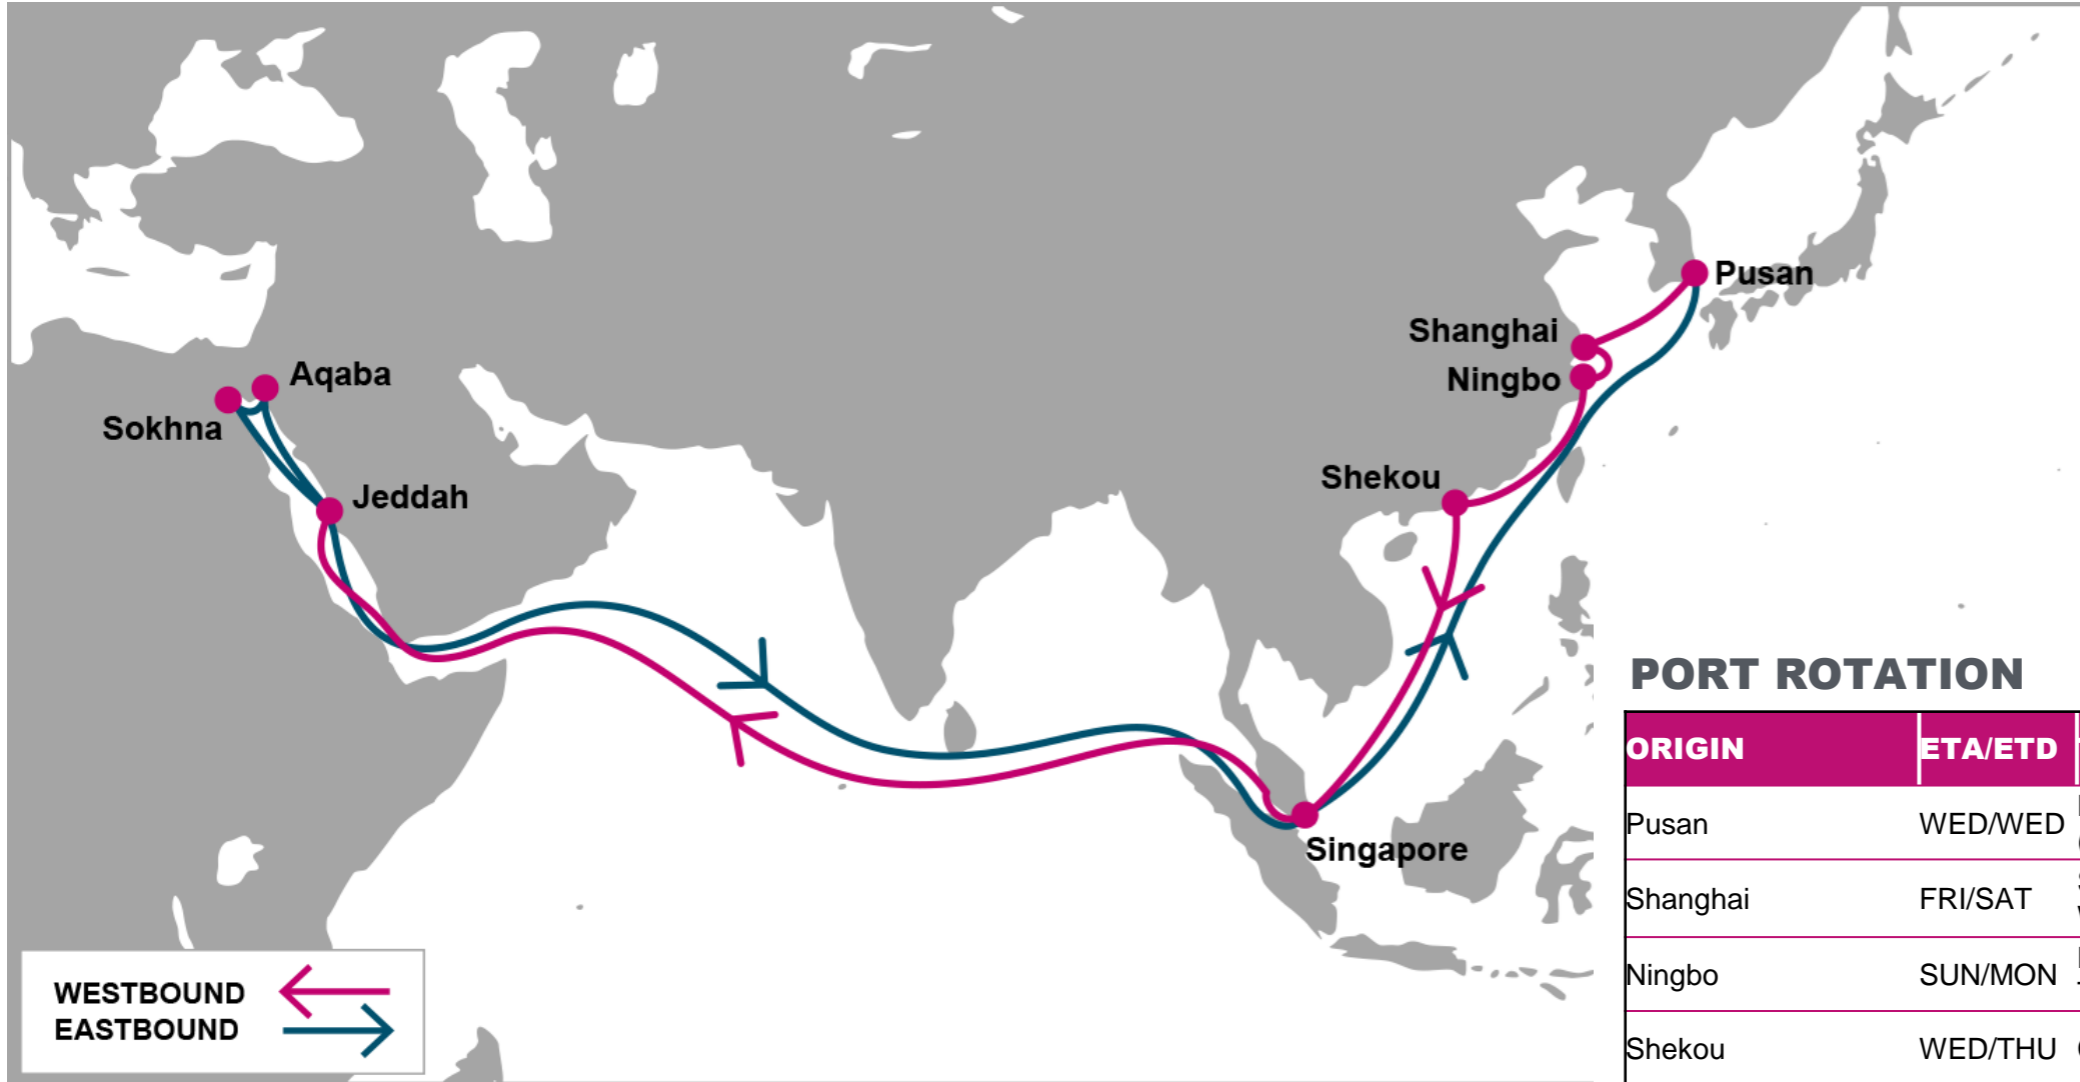 Pusan
Shanghai
Ningbo
Aqaba
Sokhna
Jeddah
Shekou
Singapore
WESTBOUND
EASTBOUND
PORT ROTATION
ORIGIN ETA/ETD
Pusan WED/WED
Shanghai FRI/SAT
Ningbo SUN/MON
Shekou WED/THU